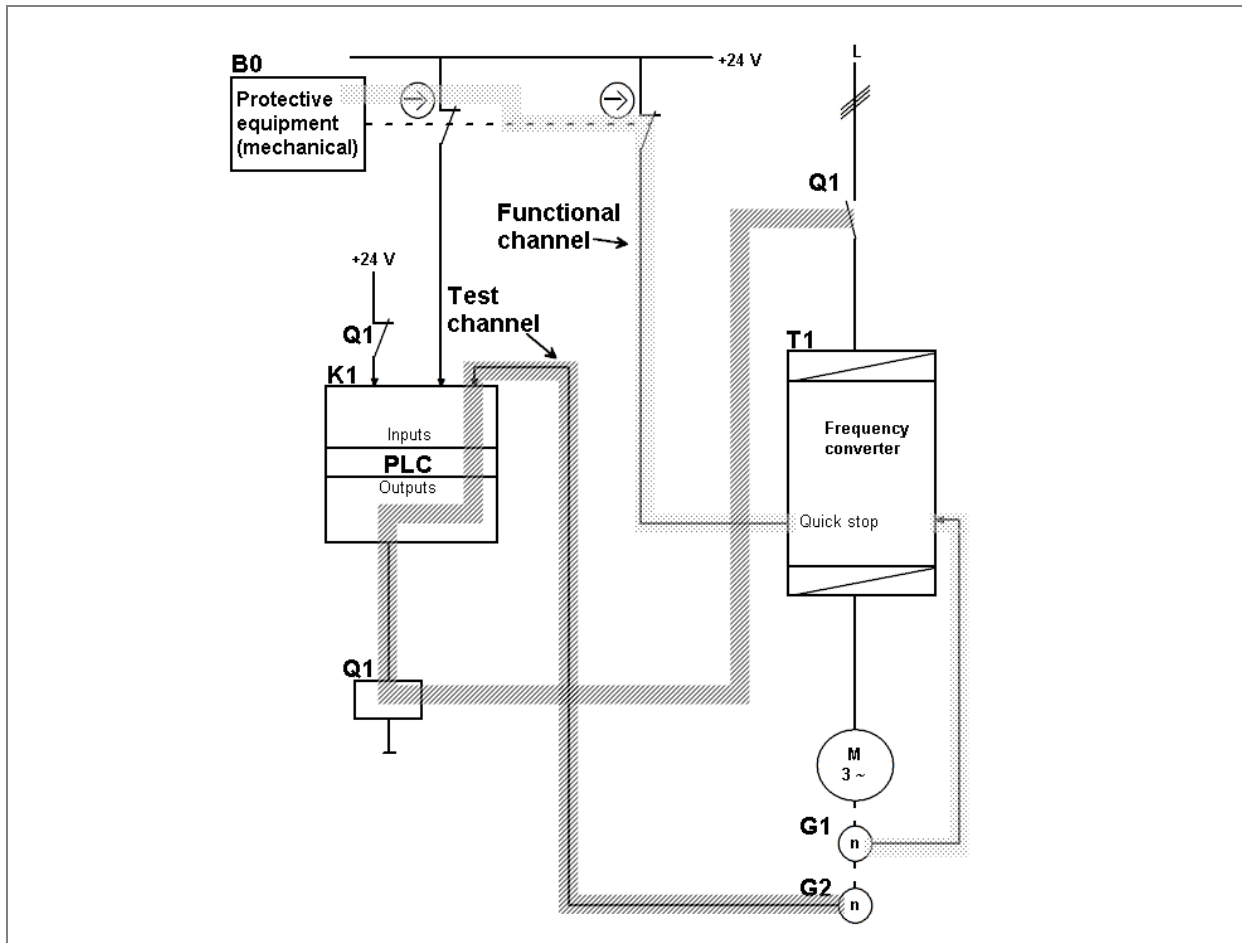 B0
Protective
equipment
(mechanical)
+24 V
L
Q1
Functional
channel
+24 V
Q1
Test
channel
K1
Inputs
PLC
Outputs
T1
Frequency
converter
Quick stop
Q1
M
3 ~
G1
n
G2
n